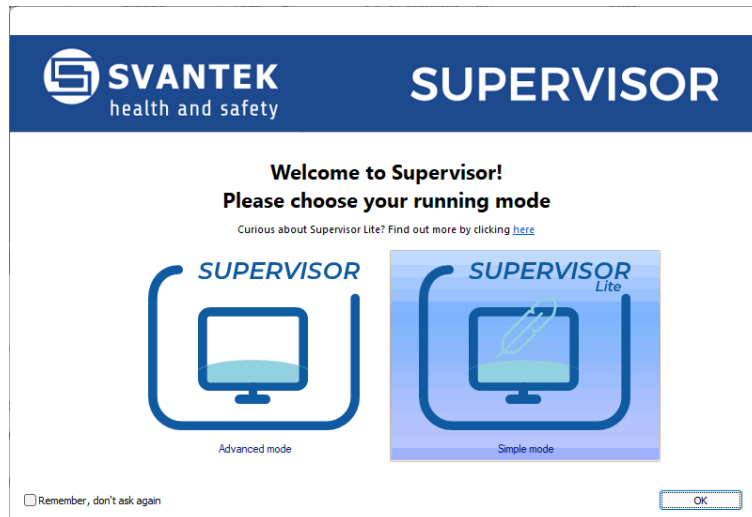 SVANTEK
health and safety
SUPERVISOR
Welcome to Supervisor!
Please choose your running mode
Curious about Supervisor Lite? Find out more by clicking here
SUPERVISOR
Advanced mode
SUPERVISOR
Lite
Simple mode
Remember, don't ask again
OK